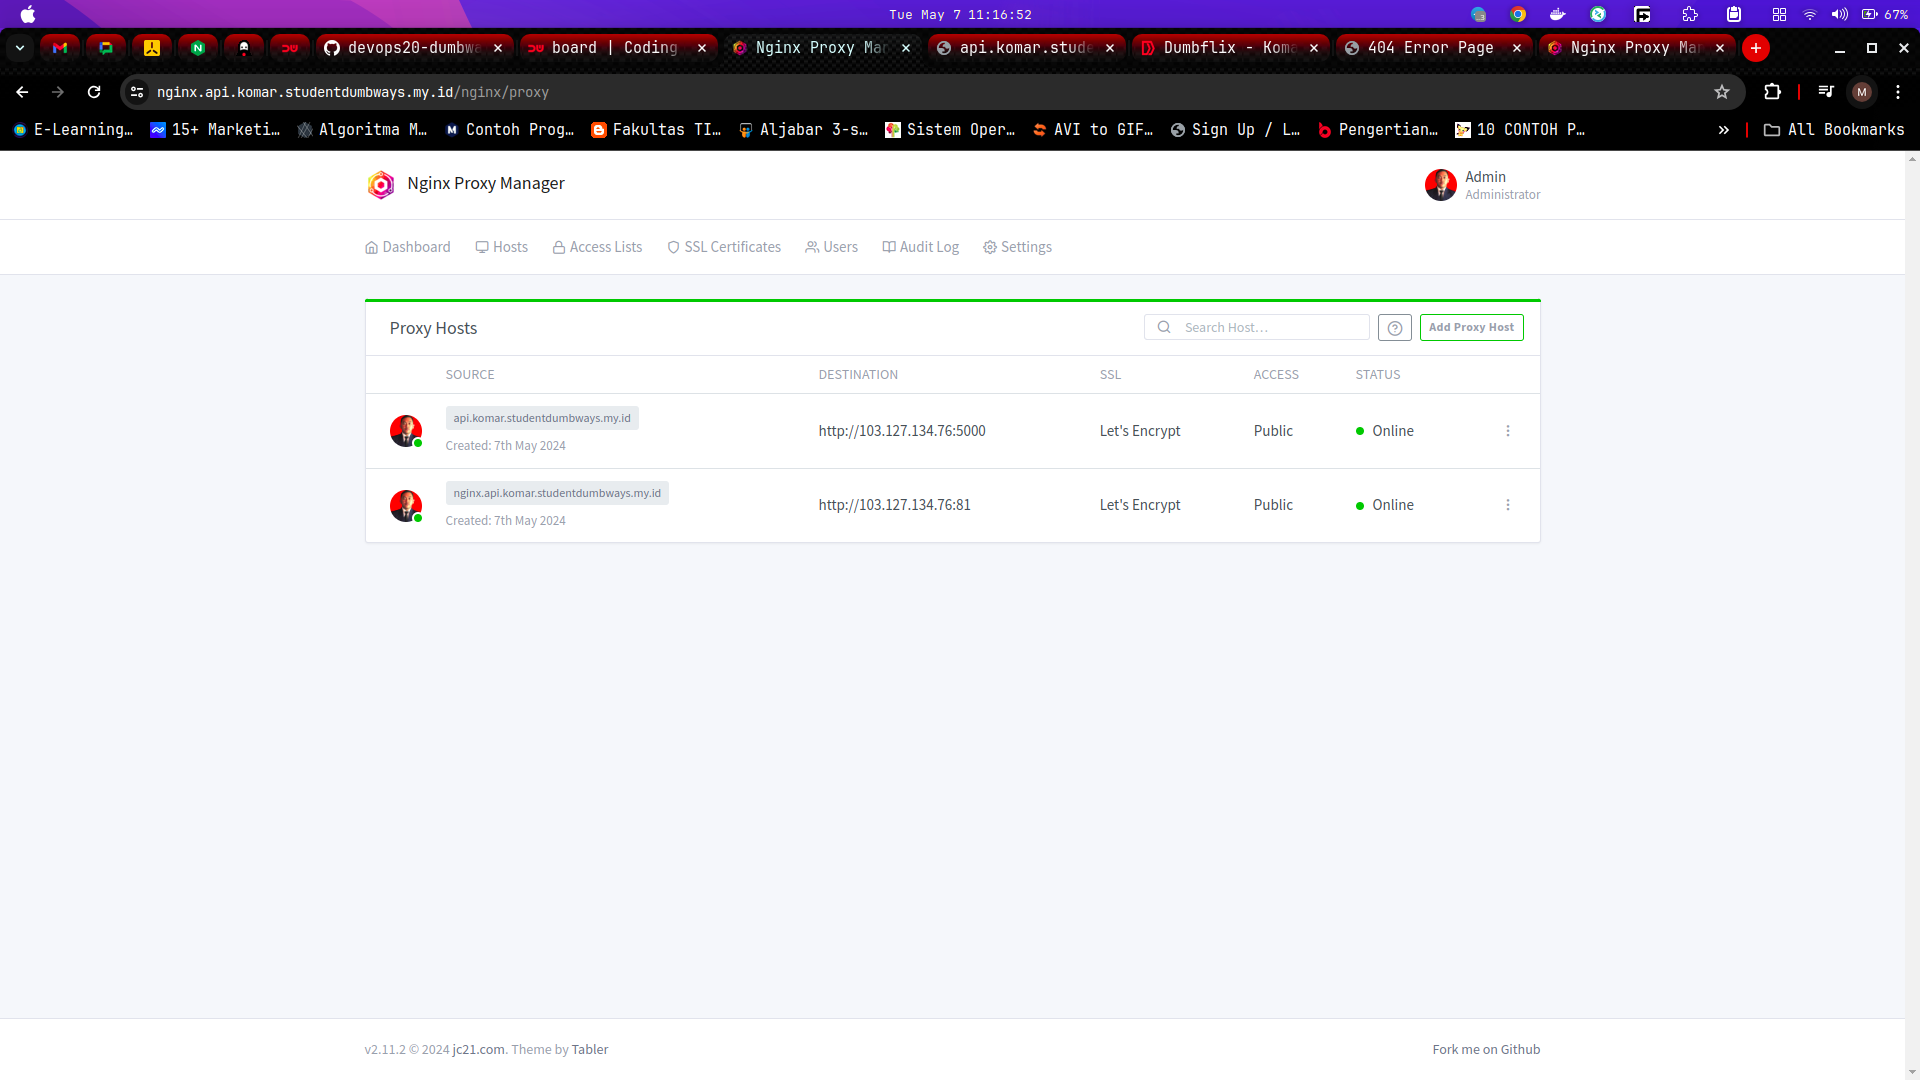 Tue May 7 11:16:52
67%
devops20-dumbwa
board | Coding
Nginx Proxy Mar
api.komar.stude
Dumbflix - Koma
404 Error Page
Nginx Proxy Mar
nginx.api.komar.studentdumbways.my.id/nginx/proxy
E-Learning…
15+ Marketi…
Algoritma M…
Contoh Prog…
Fakultas TI…
Aljabar 3-s…
Sistem Oper…
AVI to GIF…
Sign Up / L…
Pengertian…
10 CONTOH P…
All Bookmarks
Nginx Proxy Manager
Admin
Administrator
Dashboard
Hosts
Access Lists
SSL Certificates
Users
Audit Log
Settings
Proxy Hosts
Search Host…
Add Proxy Host
SOURCE
DESTINATION
SSL
ACCESS
STATUS
api.komar.studentdumbways.my.id
Created: 7th May 2024
http://103.127.134.76:5000
Let's Encrypt
Public
Online
nginx.api.komar.studentdumbways.my.id
Created: 7th May 2024
http://103.127.134.76:81
Let's Encrypt
Public
Online
v2.11.2 © 2024 jc21.com. Theme by Tabler
Fork me on Github